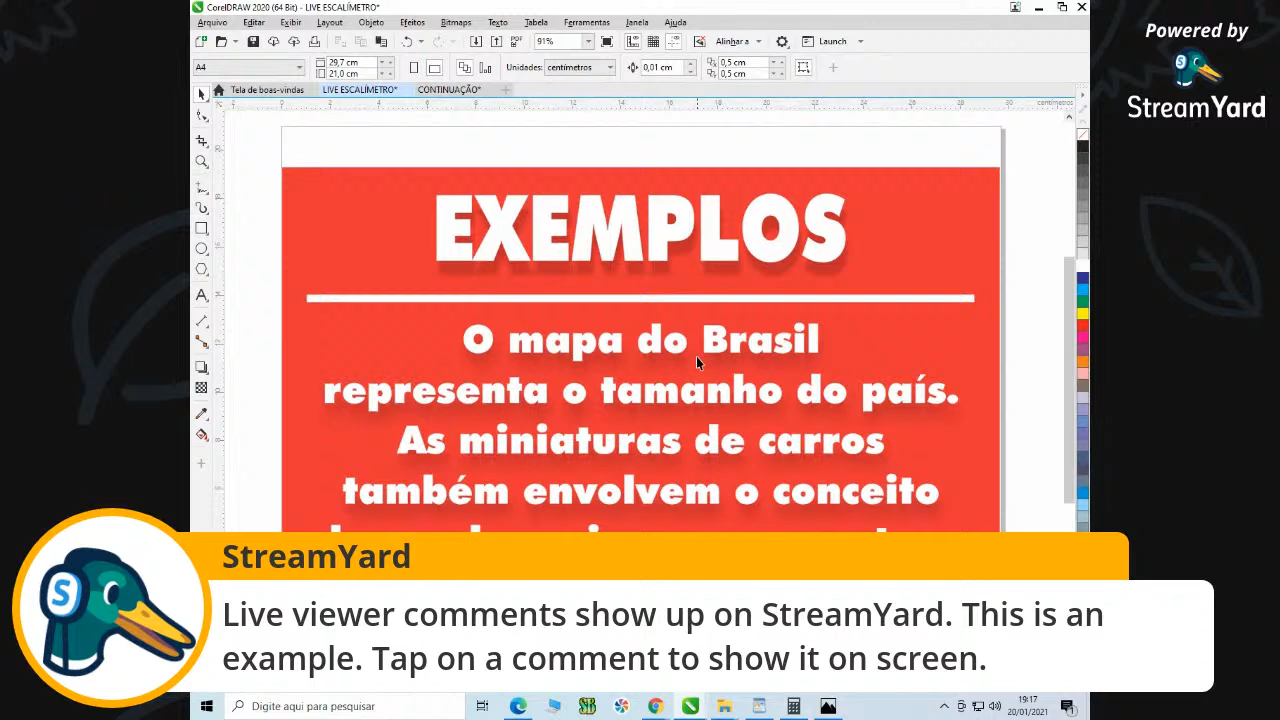 CorelDRAW 2020 (64 Bit) - LIVE ESCALÍMETRO*
Powered by
StreamYard
Arquivo Editar Exibir Layout Objeto Efeitos Bitmaps Texto Tabela Ferramentas Janela Ajuda
PDF 91% Alinhar a Launch
A4 29,7 cm 21,0 cm Unidades: centímetros 0,01 cm 0,5 cm 0,5 cm
Tela de boas-vindas LIVE ESCALÍMETRO* CONTINUAÇÃO*
centímetros
EXEMPLOS
O mapa do Brasil
representa o tamanho do país.
As miniaturas de carros
também envolvem o conceito
StreamYard
Live viewer comments show up on StreamYard. This is an
example. Tap on a comment to show it on screen.
Digite aqui para pesquisar
19:17
20/01/2021